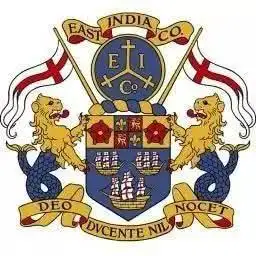 EAST INDIA CO.
E I
Co
DEO DVCENTE NIL NOCET